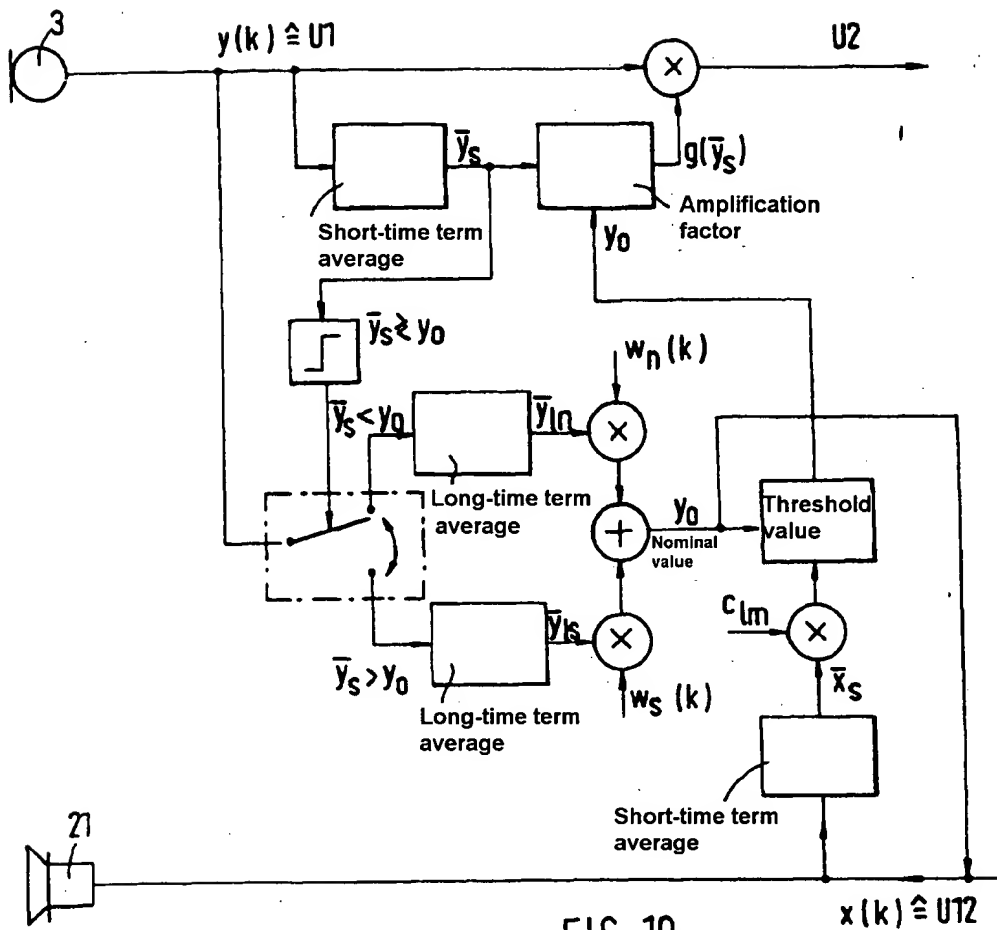 3
y(k) ≙ U1
U2
ȳs
g(ȳs)
Short-time term
average
Amplification
factor
y0
ȳs ≷ y0
wn(k)
ȳs < y0
ȳln
Long-time term
average
y0
Nominal
value
Threshold
value
clm
ȳls
x̄s
ȳs > y0
ws(k)
Long-time term
average
Short-time term
average
21
x(k) ≙ U12
FIG 10